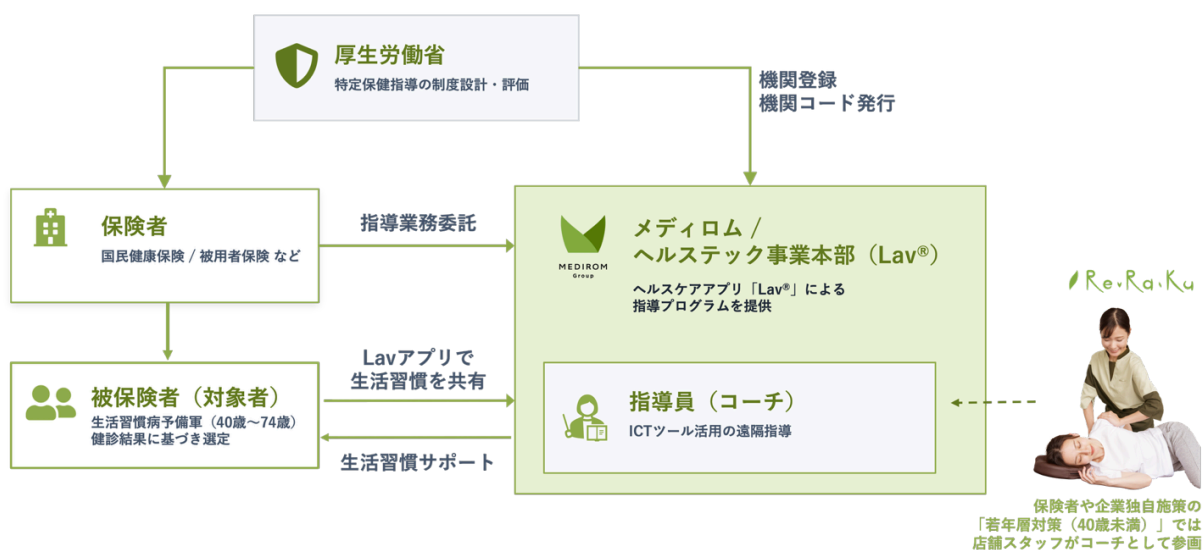 厚生労働省
特定保健指導の制度設計・評価
機関登録
機関コード発行
保険者
国民健康保険 / 被用者保険 など
指導業務委託
MEDIROM
Group
メディロム /
ヘルステック事業本部（Lav®）
ヘルスケアアプリ「Lav®」による
指導プログラムを提供
Re.Ra.Ku
被保険者（対象者）
生活習慣病予備軍（40歳〜74歳）
健診結果に基づき選定
Lavアプリで
生活習慣を共有
生活習慣サポート
指導員（コーチ）
ICTツール活用の遠隔指導
保険者や企業独自施策の
「若年層対策（40歳未満）」では
店舗スタッフがコーチとして参画